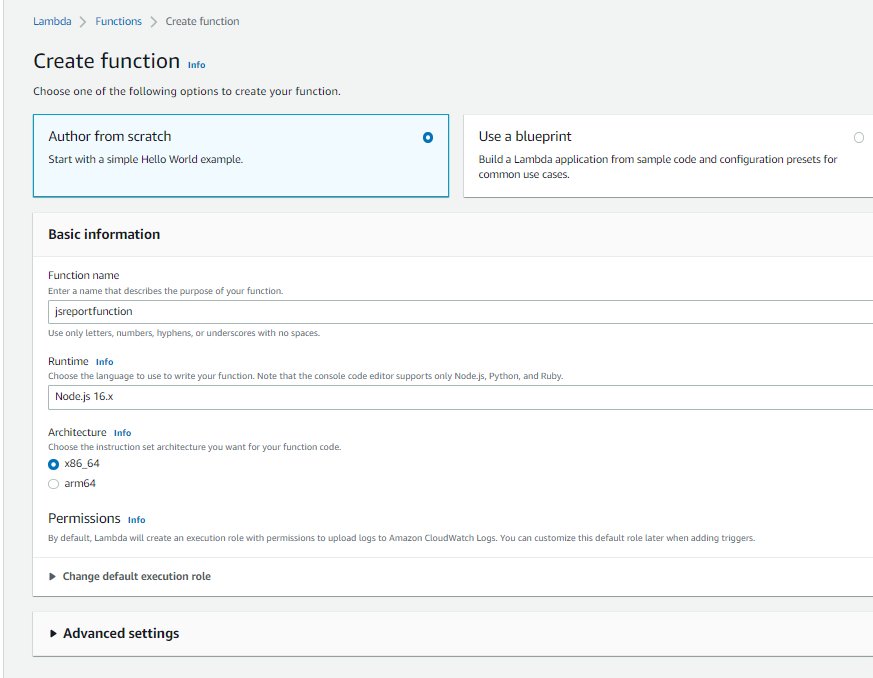 Lambda > Functions > Create function
Create function Info
Choose one of the following options to create your function.
Author from scratch
Start with a simple Hello World example.
Use a blueprint
Build a Lambda application from sample code and configuration presets for
common use cases.
Basic information
Function name
Enter a name that describes the purpose of your function.
jsreportfunction
Use only letters, numbers, hyphens, or underscores with no spaces.
Runtime Info
Choose the language to use to write your function. Note that the console code editor supports only Node.js, Python, and Ruby.
Node.js 16.x
Architecture Info
Choose the instruction set architecture you want for your function code.
x86_64
arm64
Permissions Info
By default, Lambda will create an execution role with permissions to upload logs to Amazon CloudWatch Logs. You can customize this default role later when adding triggers.
Change default execution role
Advanced settings